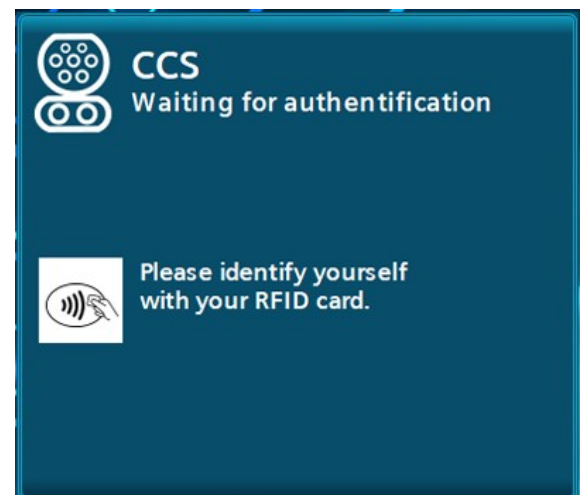 CCS
Waiting for authentification
Please identify yourself
with your RFID card.